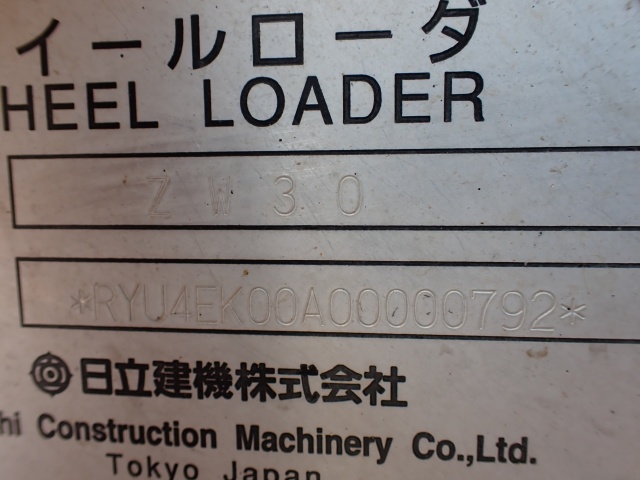 イールローダ
HEEL LOADER
ZW30
*RYU4EK00A00000792*
日立建機株式会社
hi Construction Machinery Co.,Ltd.
Tokyo Japan